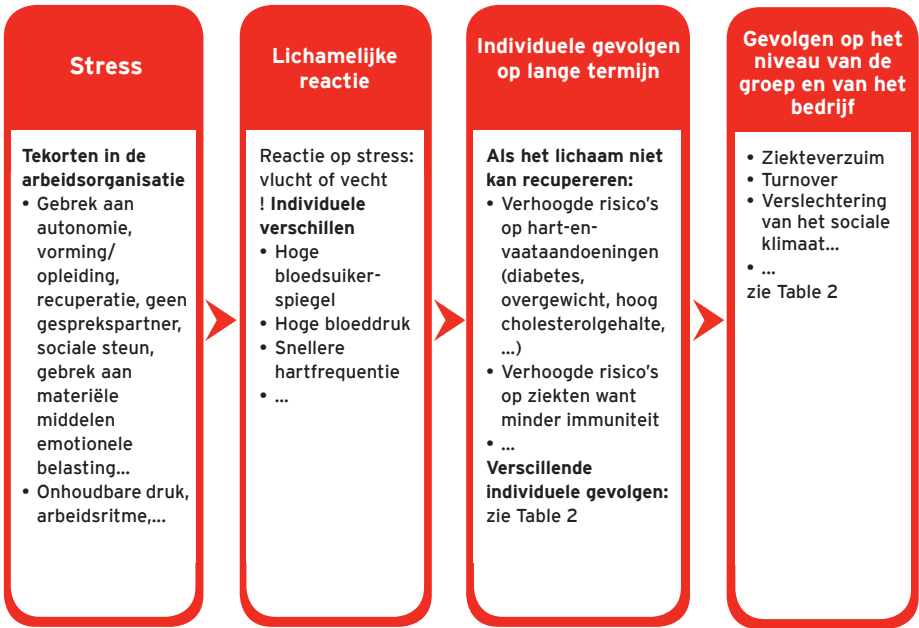 Stress
Tekorten in de
arbeidsorganisatie
• Gebrek aan
autonomie,
vorming/
opleiding,
recuperatie, geen
gesprekspartner,
sociale steun,
gebrek aan
materiële
middelen
emotionele
belasting...
• Onhoudbare druk,
arbeidsritme,...
Lichamelijke
reactie
Reactie op stress:
vlucht of vecht
! Individuele
verschillen
• Hoge
bloedsuiker-
spiegel
• Hoge bloeddruk
• Snellere
hartfrequentie
• ...
Individuele gevolgen
op lange termijn
Als het lichaam niet
kan recupereren:
• Verhoogde risico's
op hart-en-
vaataandoeningen
(diabetes,
overgewicht, hoog
cholesterolgehalte,
...)
• Verhoogde risico's
op ziekten want
minder immuniteit
• ...
Verscillende
individuele gevolgen:
zie Table 2
Gevolgen op het
niveau van de
groep en van het
bedrijf
• Ziekteverzuim
• Turnover
• Verslechtering
van het sociale
klimaat...
• ...
zie Table 2